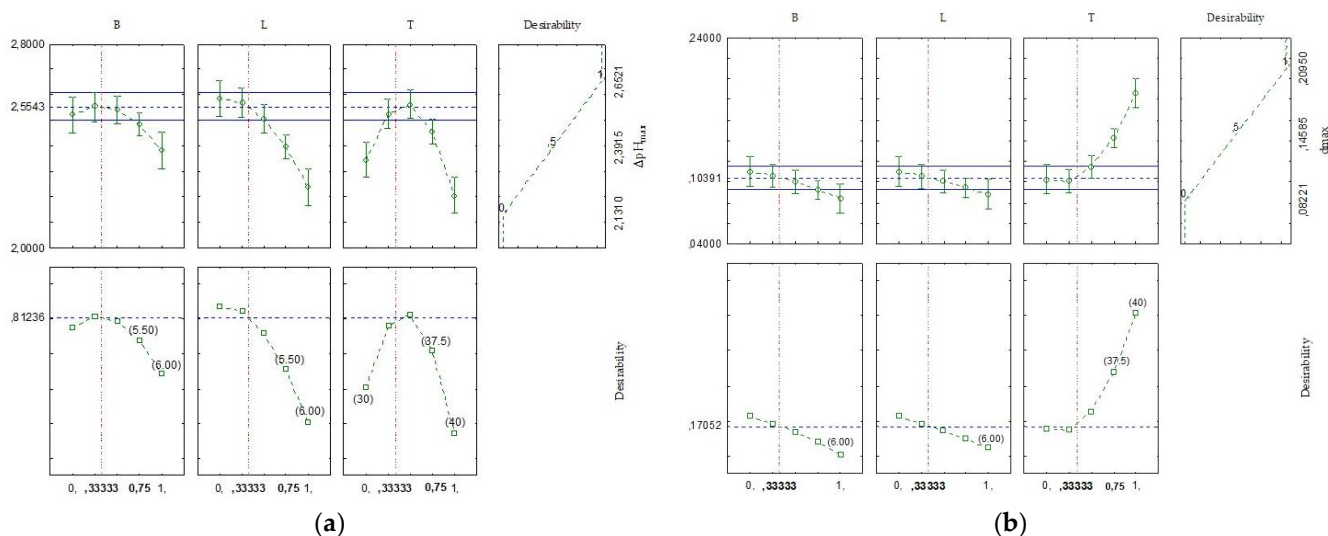 B L T Desirability
2,8000
2,5543
2,0000
1,
,5
0,
2,6521
2,3915
2,1310
ΔpHmax
,81236
(5.50)
(6.00)
(5.50)
(6.00)
(30)
(37.5)
(40)
Desirability
0, ,33333 0,75 1,
0, ,33333 0,75 1,
0, ,33333 0,75 1,
(a)
B L T Desirability
,24000
,10391
,04000
1
,5
0,
,20950
,14585
,08221
dmax
,17052
(6.00)
(6.00)
(37.5)
(40)
Desirability
0, ,33333 1,
0, ,33333 1,
0, ,33333 0,75 1,
(b)